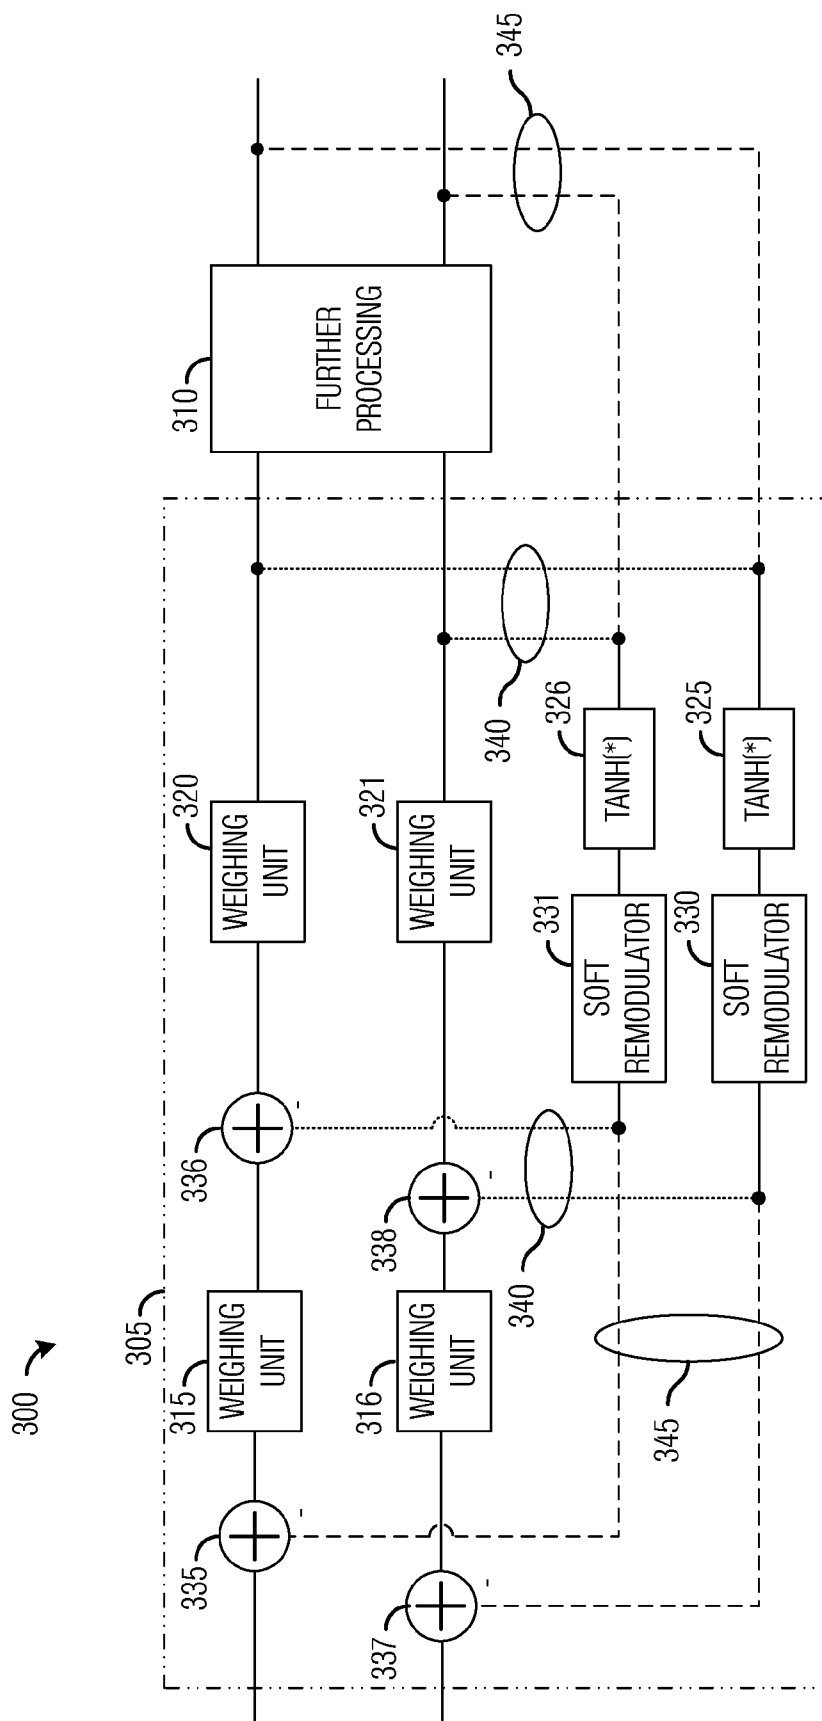 300
305
335
315
WEIGHING
UNIT
336
320
WEIGHING
UNIT
310
FURTHER
PROCESSING
345
337
316
WEIGHING
UNIT
338
321
WEIGHING
UNIT
340
340
345
331
SOFT
REMODULATOR
326
TANH(*)
330
SOFT
REMODULATOR
325
TANH(*)